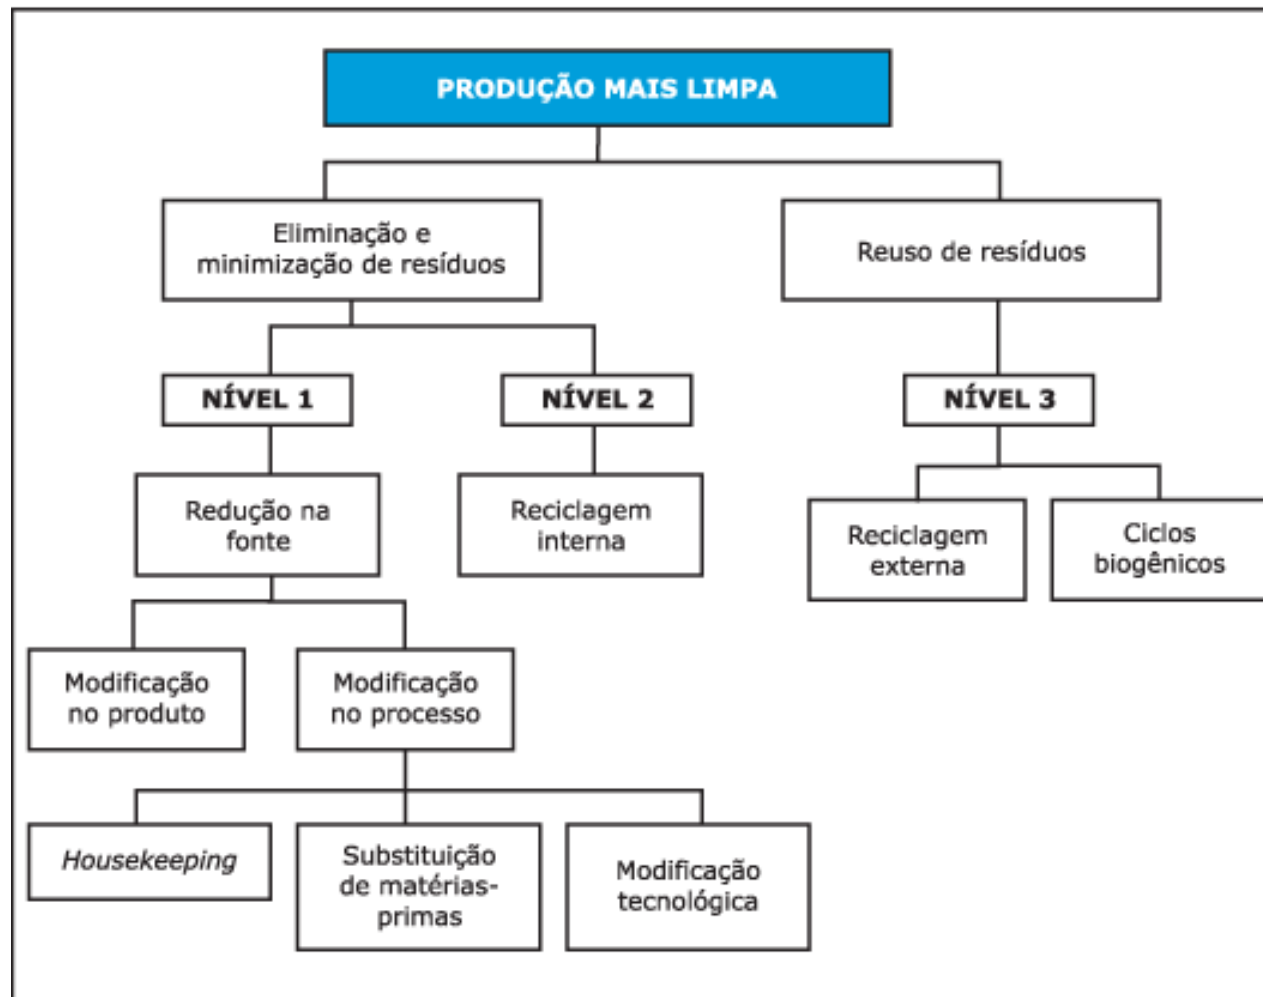 PRODUÇÃO MAIS LIMPA
Eliminação e
minimização de resíduos
Reuso de resíduos
NÍVEL 1
NÍVEL 2
NÍVEL 3
Redução na
fonte
Reciclagem
interna
Reciclagem
externa
Ciclos
biogênicos
Modificação
no produto
Modificação
no processo
Housekeeping
Substituição
de matérias-
primas
Modificação
tecnológica